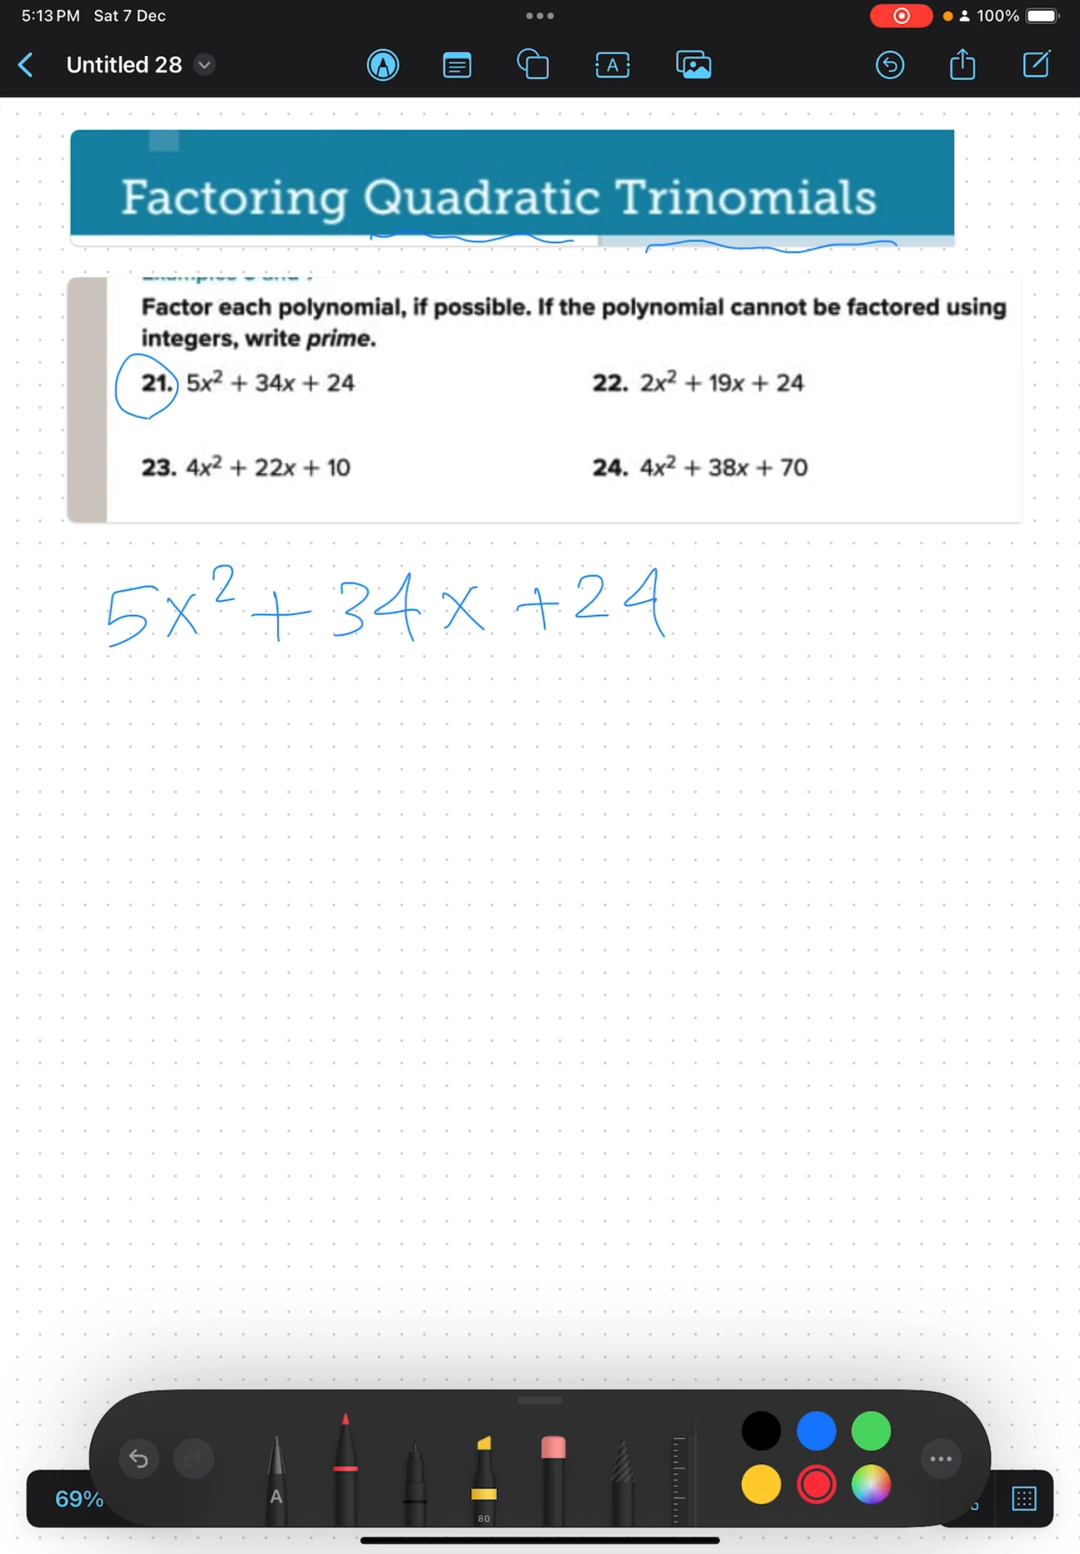 5:13 PM Sat 7 Dec
100%
Untitled 28
A
Factoring Quadratic Trinomials
Factor each polynomial, if possible. If the polynomial cannot be factored using
integers, write prime.
21. 5x² + 34x + 24
22. 2x² + 19x + 24
23. 4x² + 22x + 10
24. 4x² + 38x + 70
5x² + 34x + 24
A
80
69%